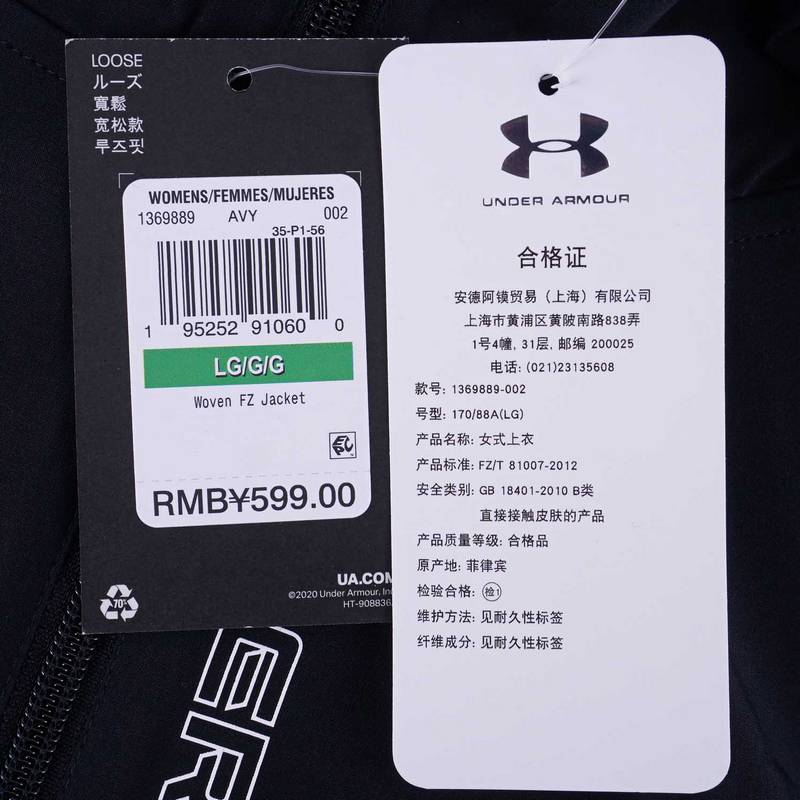 LOOSE
ルーズ
寬鬆
宽松款
루즈핏
WOMENS/FEMMES/MUJERES
1369889 AVY 002
35-P1-56
1 95252 91060 0
LG/G/G
Woven FZ Jacket
RMB¥599.00
70%
UA.COM
©2020 Under Armour, Inc
HT-908836
UNDER ARMOUR
合格证
安德阿镆贸易（上海）有限公司
上海市黄浦区黄陂南路838弄
1号4幢, 31层, 邮编 200025
电话: (021)23135608
款号: 1369889-002
号型: 170/88A(LG)
产品名称: 女式上衣
产品标准: FZ/T 81007-2012
安全类别: GB 18401-2010 B类
直接接触皮肤的产品
产品质量等级: 合格品
原产地: 菲律宾
检验合格: 检1
维护方法: 见耐久性标签
纤维成分: 见耐久性标签
ER